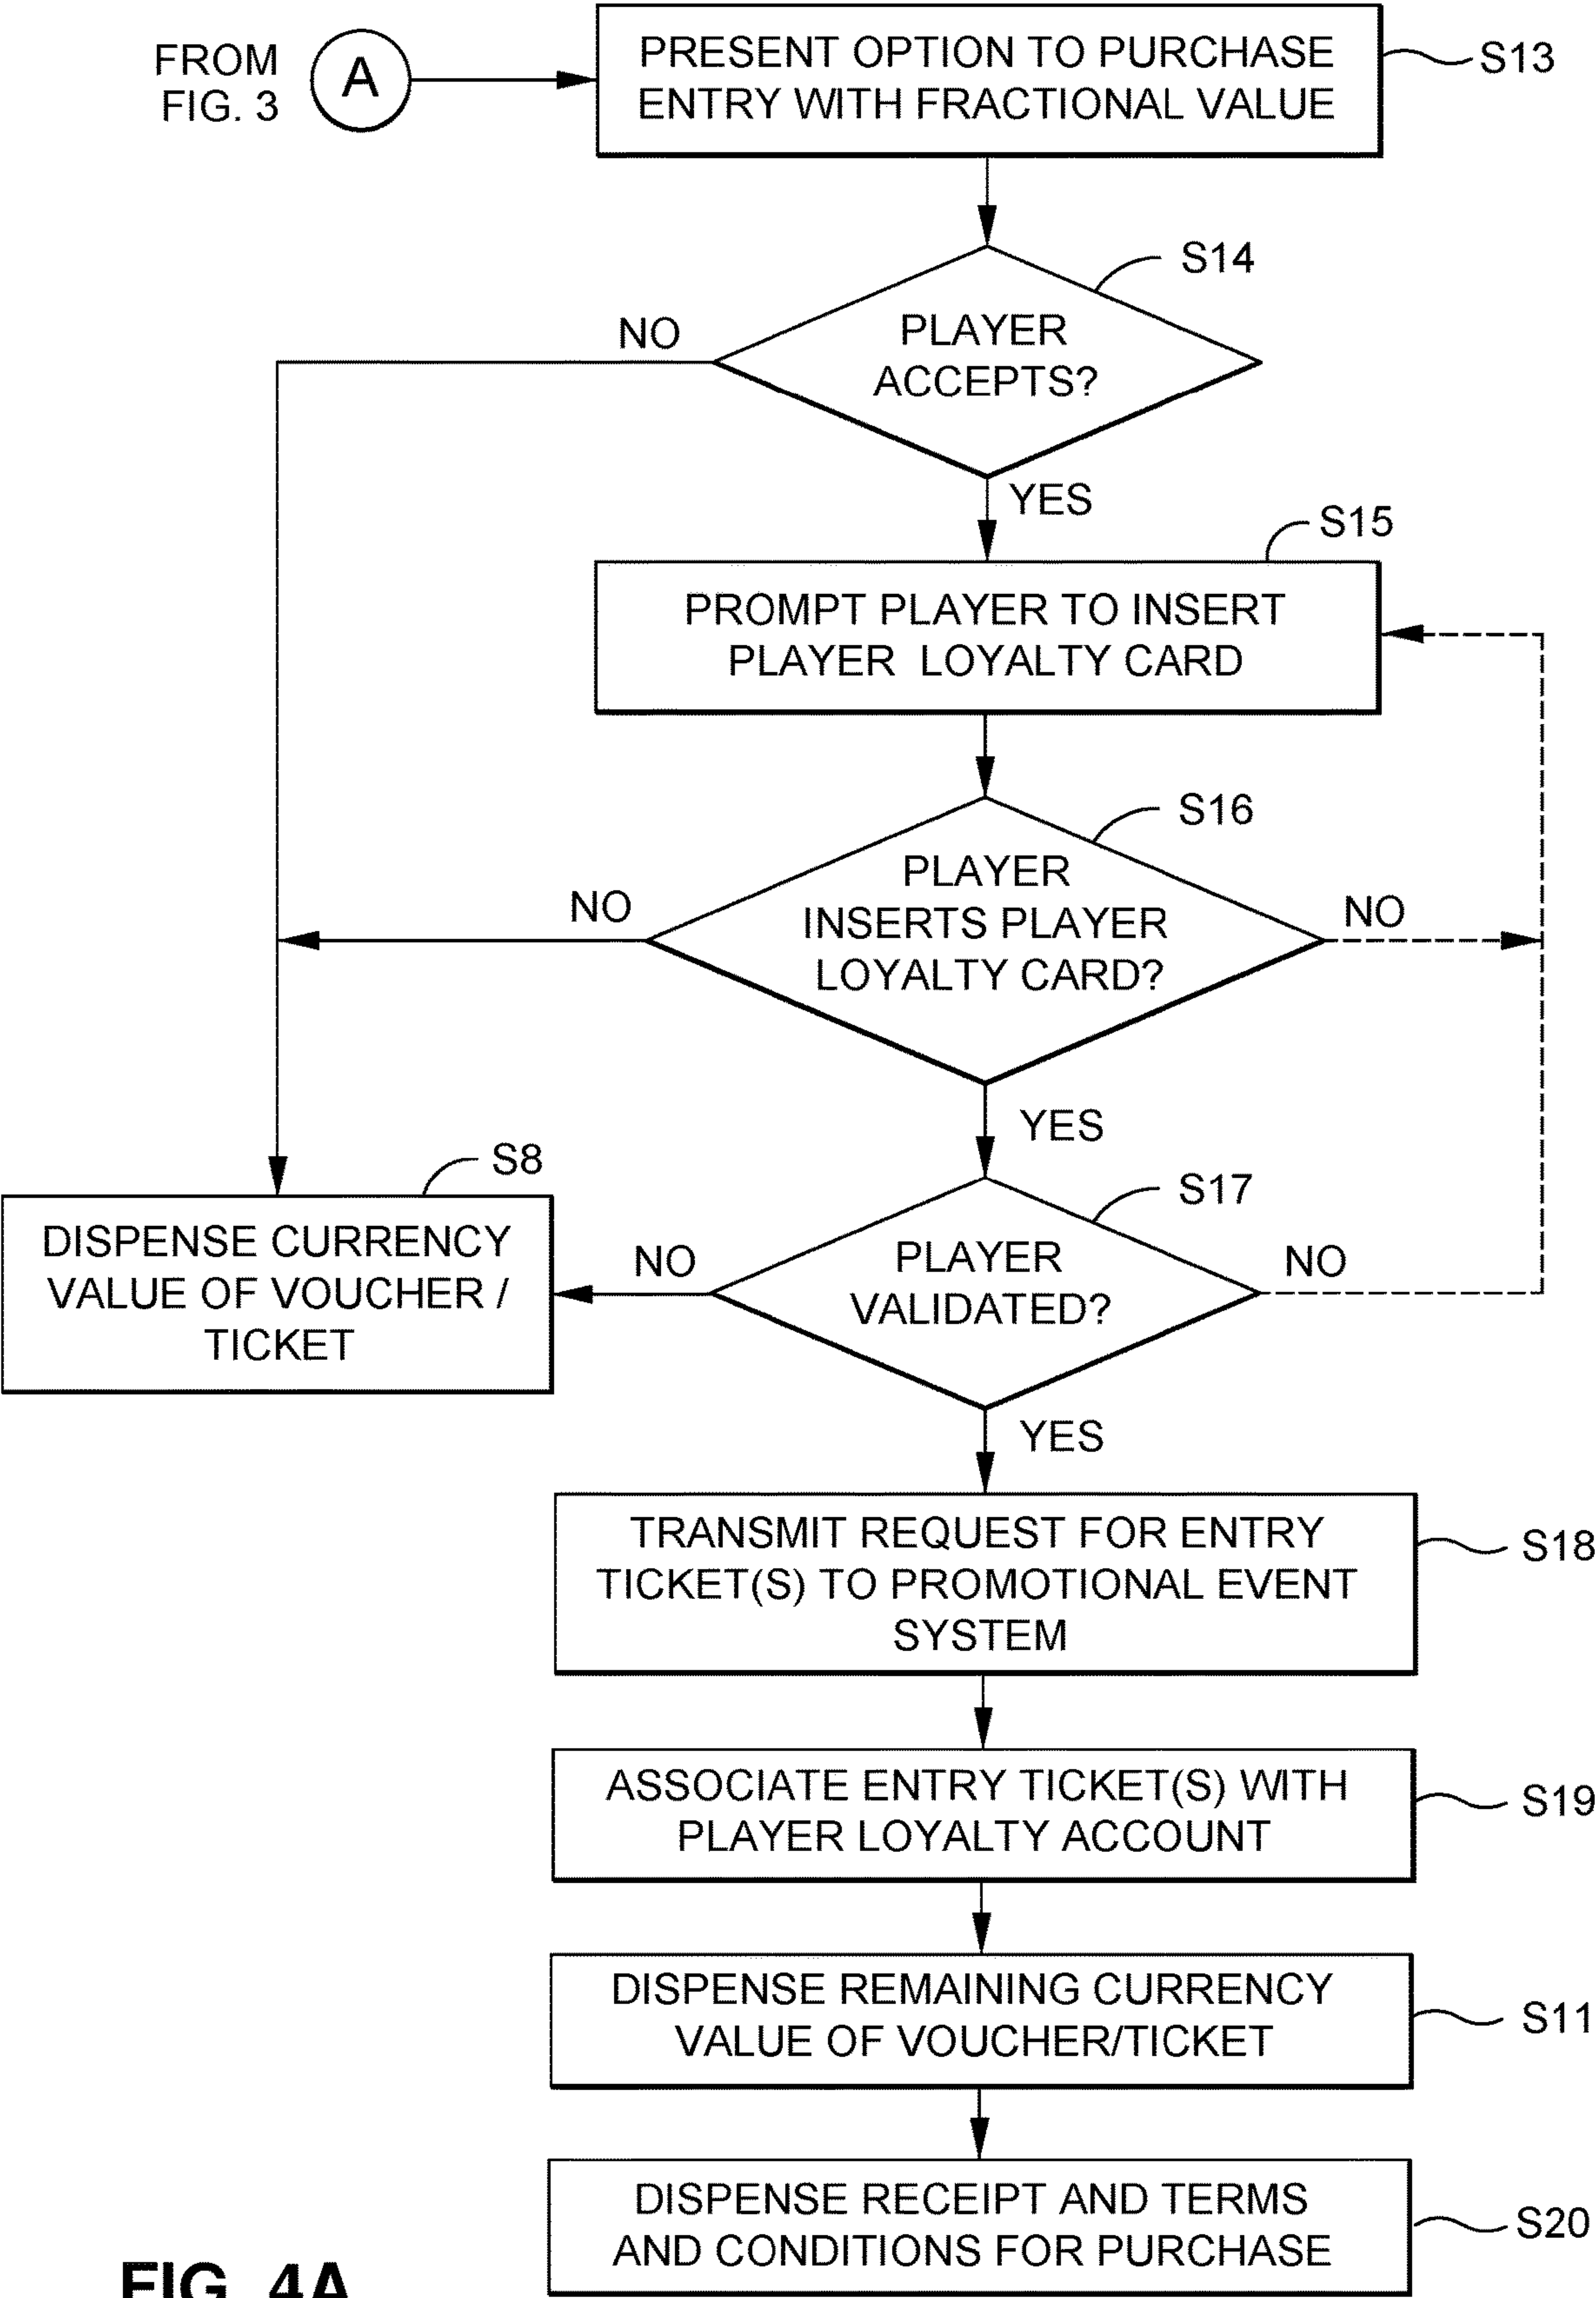 FROM
FIG. 3
A
PRESENT OPTION TO PURCHASE
ENTRY WITH FRACTIONAL VALUE
S13
S14
NO
PLAYER
ACCEPTS?
YES
S15
PROMPT PLAYER TO INSERT
PLAYER LOYALTY CARD
S16
NO
PLAYER
INSERTS PLAYER
LOYALTY CARD?
NO
YES
S8
DISPENSE CURRENCY
VALUE OF VOUCHER /
TICKET
S17
NO
PLAYER
VALIDATED?
NO
YES
TRANSMIT REQUEST FOR ENTRY
TICKET(S) TO PROMOTIONAL EVENT
SYSTEM
S18
ASSOCIATE ENTRY TICKET(S) WITH
PLAYER LOYALTY ACCOUNT
S19
DISPENSE REMAINING CURRENCY
VALUE OF VOUCHER/TICKET
S11
DISPENSE RECEIPT AND TERMS
AND CONDITIONS FOR PURCHASE
S20
FIG. 4A